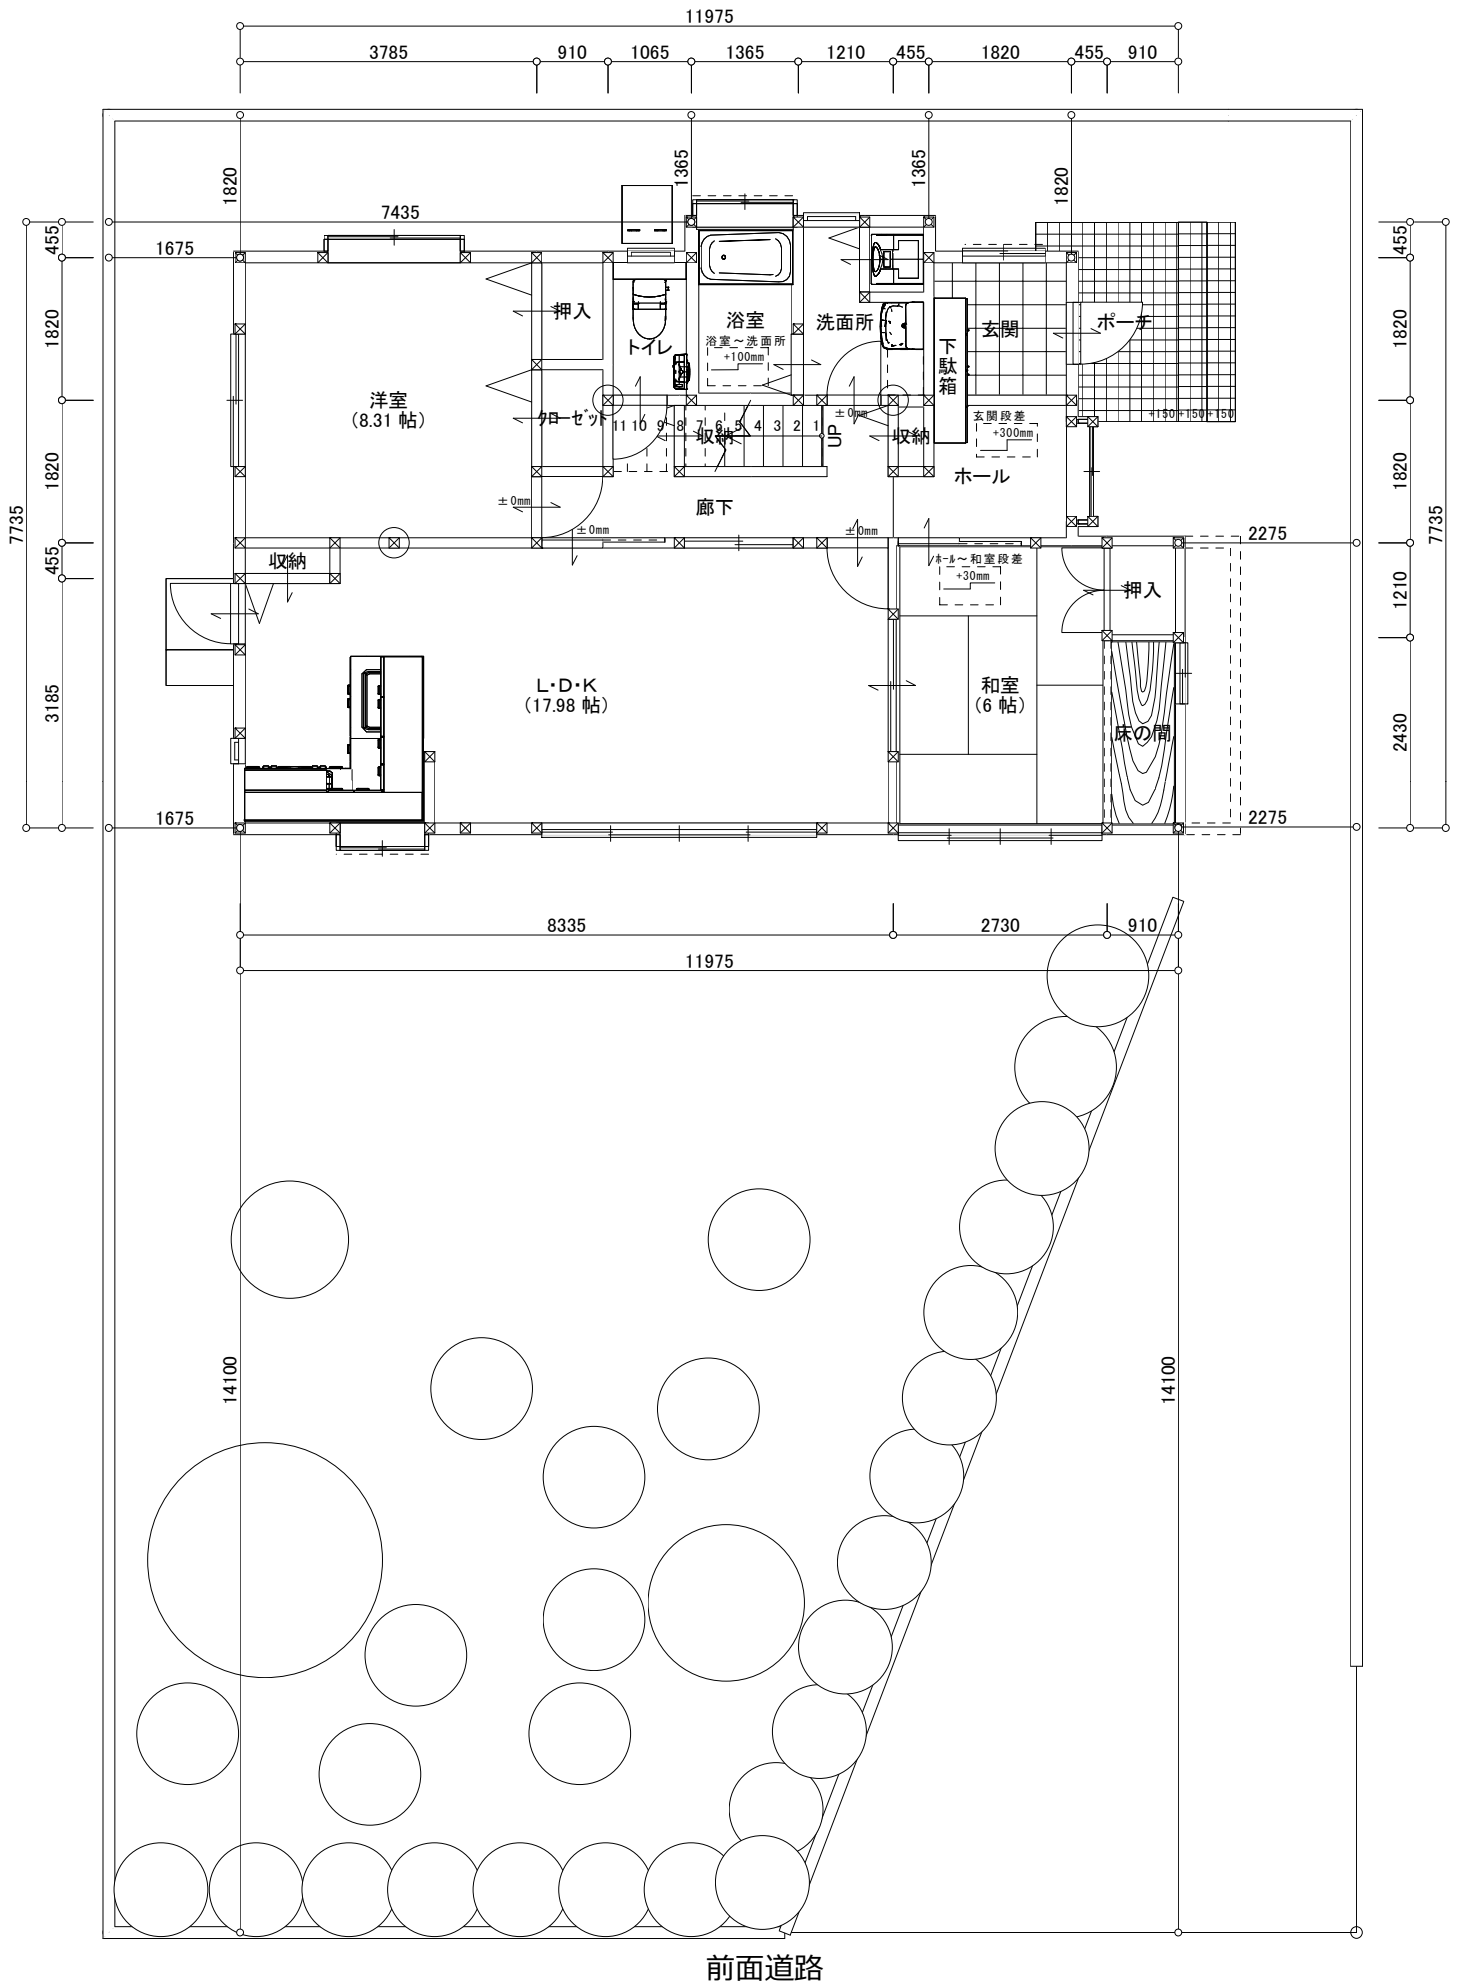 11975
3785
910
1065
1365
1210
455
1820
455
910
1820
1365
1365
1820
7435
455
455
1675
押入
浴室
洗面所
玄関
ポーチ
トイレ
浴室～洗面所
+100mm
下駄箱
1820
1820
洋室
(8.31 帖)
クローゼット
±0mm
玄関段差
+300mm
+150
+150
+150
11
10
9
8
7
6
5
4
3
2
1
UP
収納
収納
ホール
1820
1820
±0mm
廊下
7735
7735
±0mm
±0mm
2275
455
収納
ホール～和室段差
+30mm
押入
1210
L・D・K
(17.98 帖)
和室
(6 帖)
3185
床の間
2430
1675
2275
8335
2730
910
11975
14100
14100
前面道路